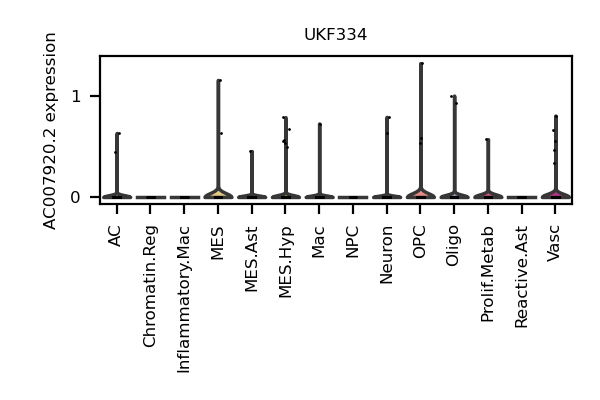 UKF334
AC007920.2 expression
1
0
AC
Chromatin.Reg
Inflammatory.Mac
MES
MES.Ast
MES.Hyp
Mac
NPC
Neuron
OPC
Oligo
Prolif.Metab
Reactive.Ast
Vasc